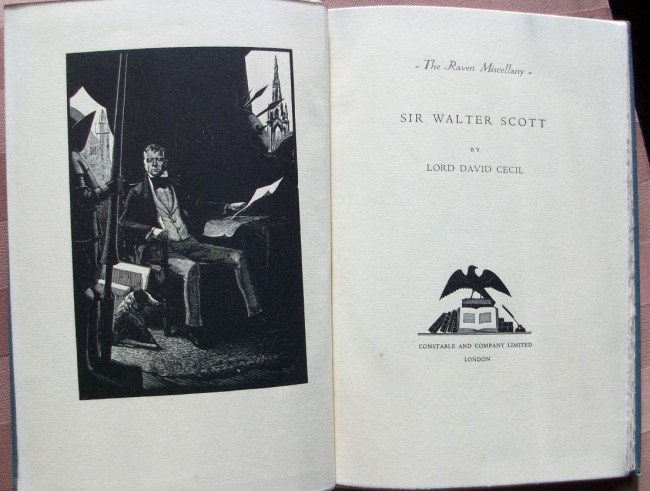 - The Raven Miscellany -
SIR WALTER SCOTT
BY
LORD DAVID CECIL
CONSTABLE AND COMPANY LIMITED
LONDON